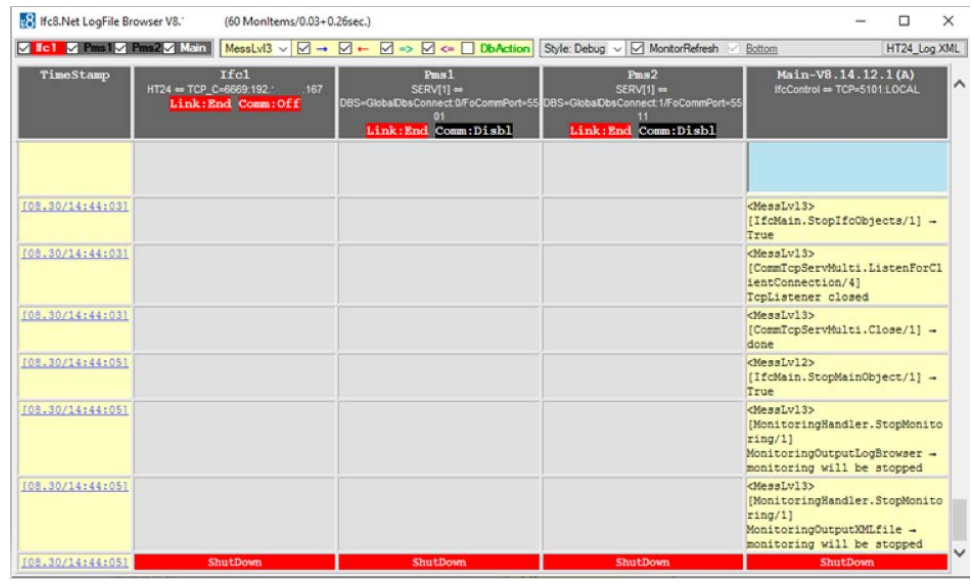 Ifc8.Net LogFile Browser V8. (60 MonItems/0.03+0.26sec.)
Ifc1 Pms1 Pms2 Main MessLvl3 → ← => <= DbAction Style: Debug MonitorRefresh Bottom HT24_Log.XML
TimeStamp
Ifc1
HT24 ⇔ TCP_C=6669:192. .167
Link:End Comm:Off
Pms1
SERV[1] ⇔
DBS=GlobalDbsConnect:0/FoCommPort=55
01
Link:End Comm:Disbl
Pms2
SERV[1] ⇔
DBS=GlobalDbsConnect:1/FoCommPort=55
11
Link:End Comm:Disbl
Main-V8.14.12.1(A)
IfcControl ⇔ TCP=5101:LOCAL
[08.30/14:44:03]
<MessLvl3>
[IfcMain.StopIfcObjects/1] →
True
[08.30/14:44:03]
<MessLvl3>
[CommTcpServMulti.ListenForCl
ientConnection/4]
TcpListener closed
[08.30/14:44:03]
<MessLvl3>
[CommTcpServMulti.Close/1] →
done
[08.30/14:44:05]
<MessLvl2>
[IfcMain.StopMainObject/1] →
True
[08.30/14:44:05]
<MessLvl3>
[MonitoringHandler.StopMonito
ring/1]
MonitoringOutputLogBrowser →
monitoring will be stopped
[08.30/14:44:05]
<MessLvl3>
[MonitoringHandler.StopMonito
ring/1]
MonitoringOutputXMLfile →
monitoring will be stopped
[08.30/14:44:05] ShutDown ShutDown ShutDown ShutDown